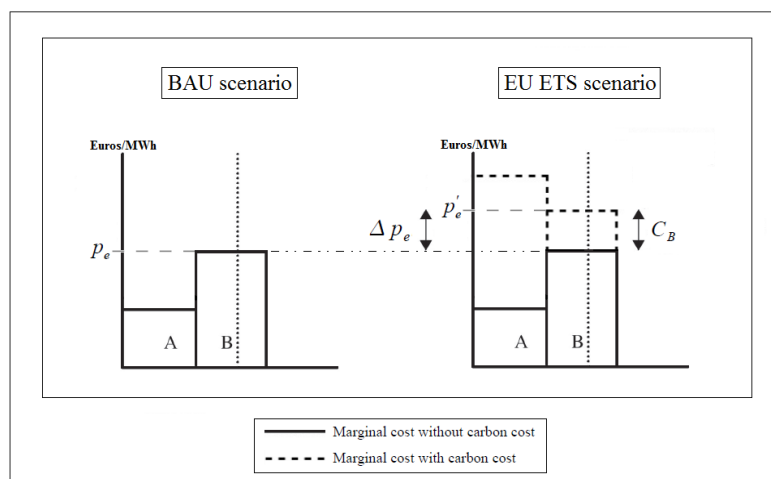 BAU scenario
EU ETS scenario
Euros/MWh
Euros/MWh
p_e
Δ p_e
p'_e
C_B
A
B
A
B
Marginal cost without carbon cost
Marginal cost with carbon cost